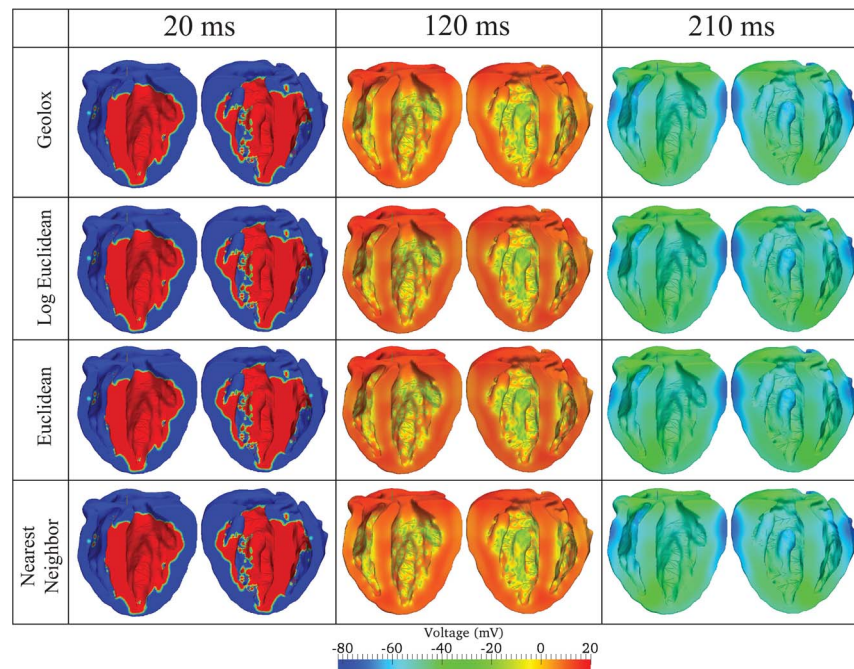 20 ms
120 ms
210 ms
Geolox
Log Euclidean
Euclidean
Nearest
Neighbor
Voltage (mV)
-80 -60 -40 -20 0 20